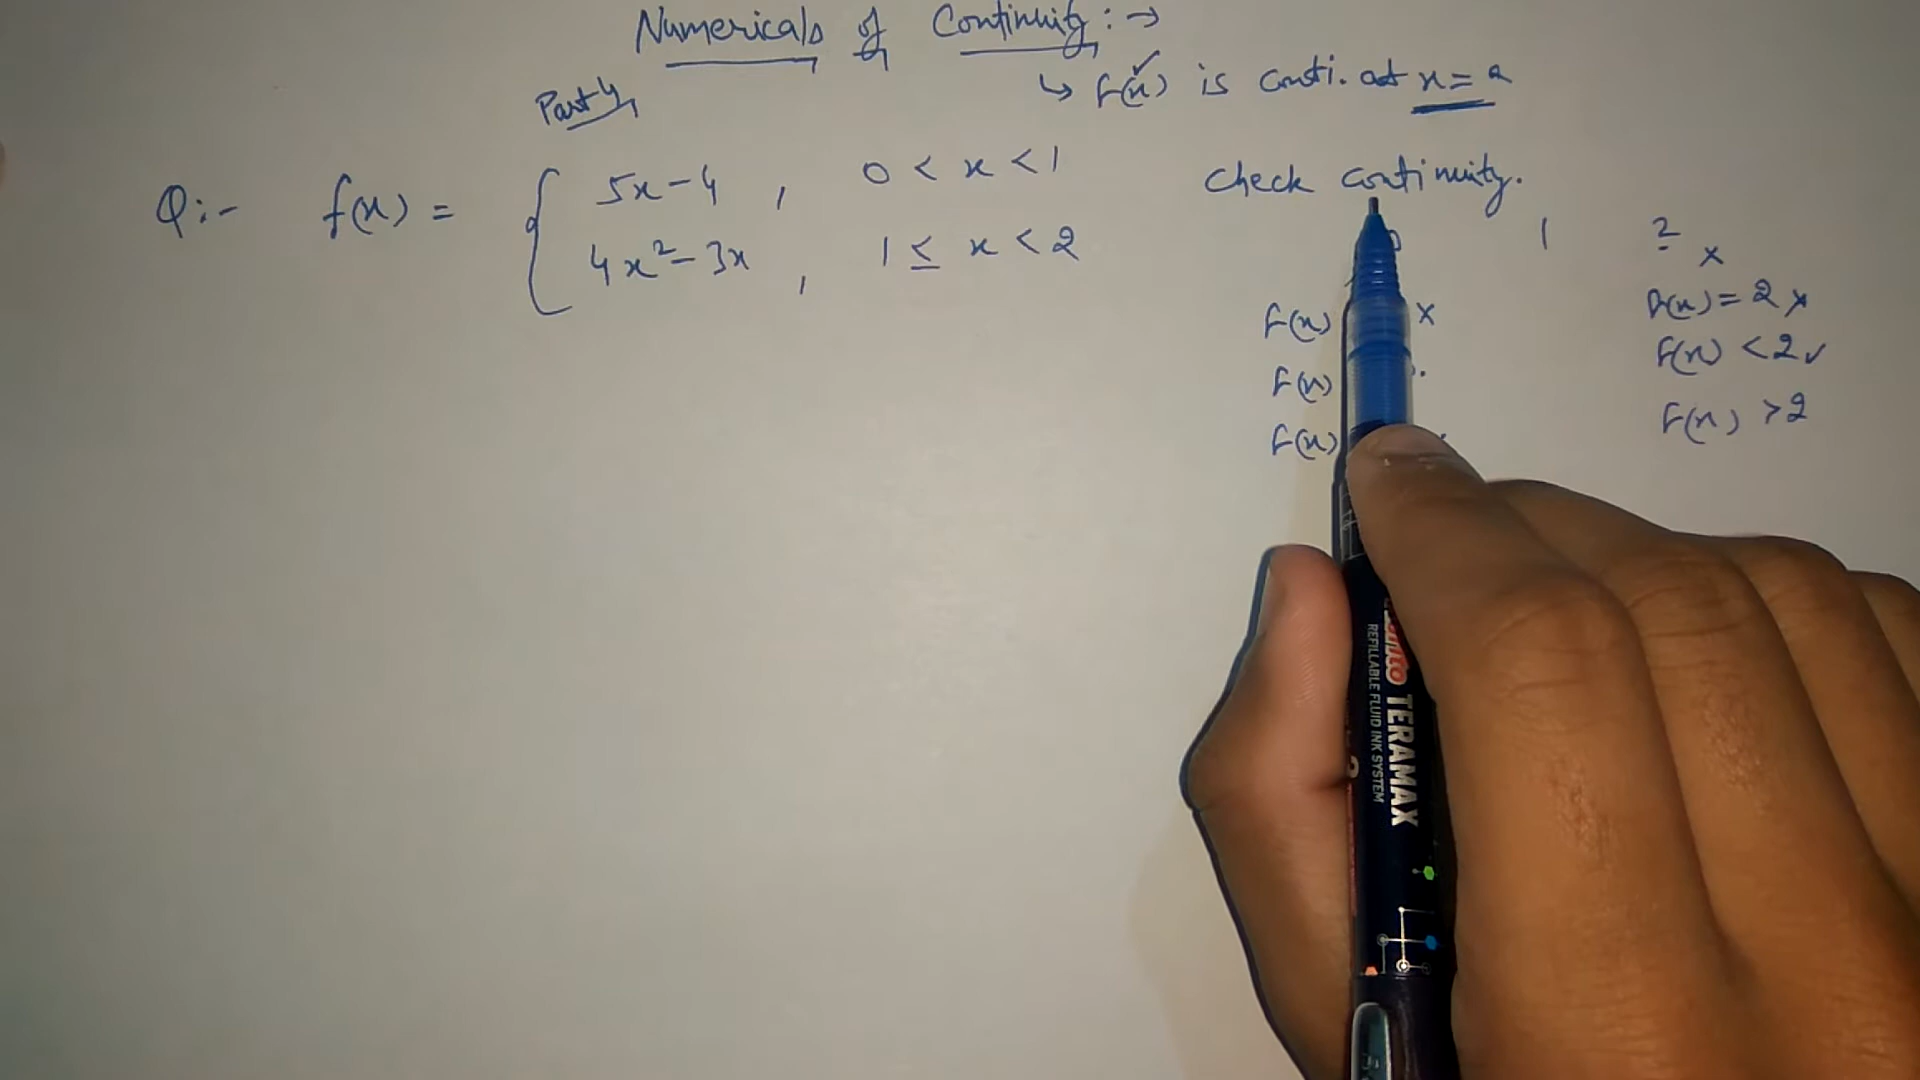 Numericals of Continuity :→
Part 4
↳ f(x) is conti. at x = a
Q:- f(x) = { 5x-4 , 0 < x < 1
4x²-3x , 1 ≤ x < 2
Check continuity.
1 2 x
f(x) x
f(x)
f(x)
f(x) = 2 x
f(x) < 2 ✓
f(x) > 2
TERAMAX
REFILLABLE FLUID INK SYSTEM